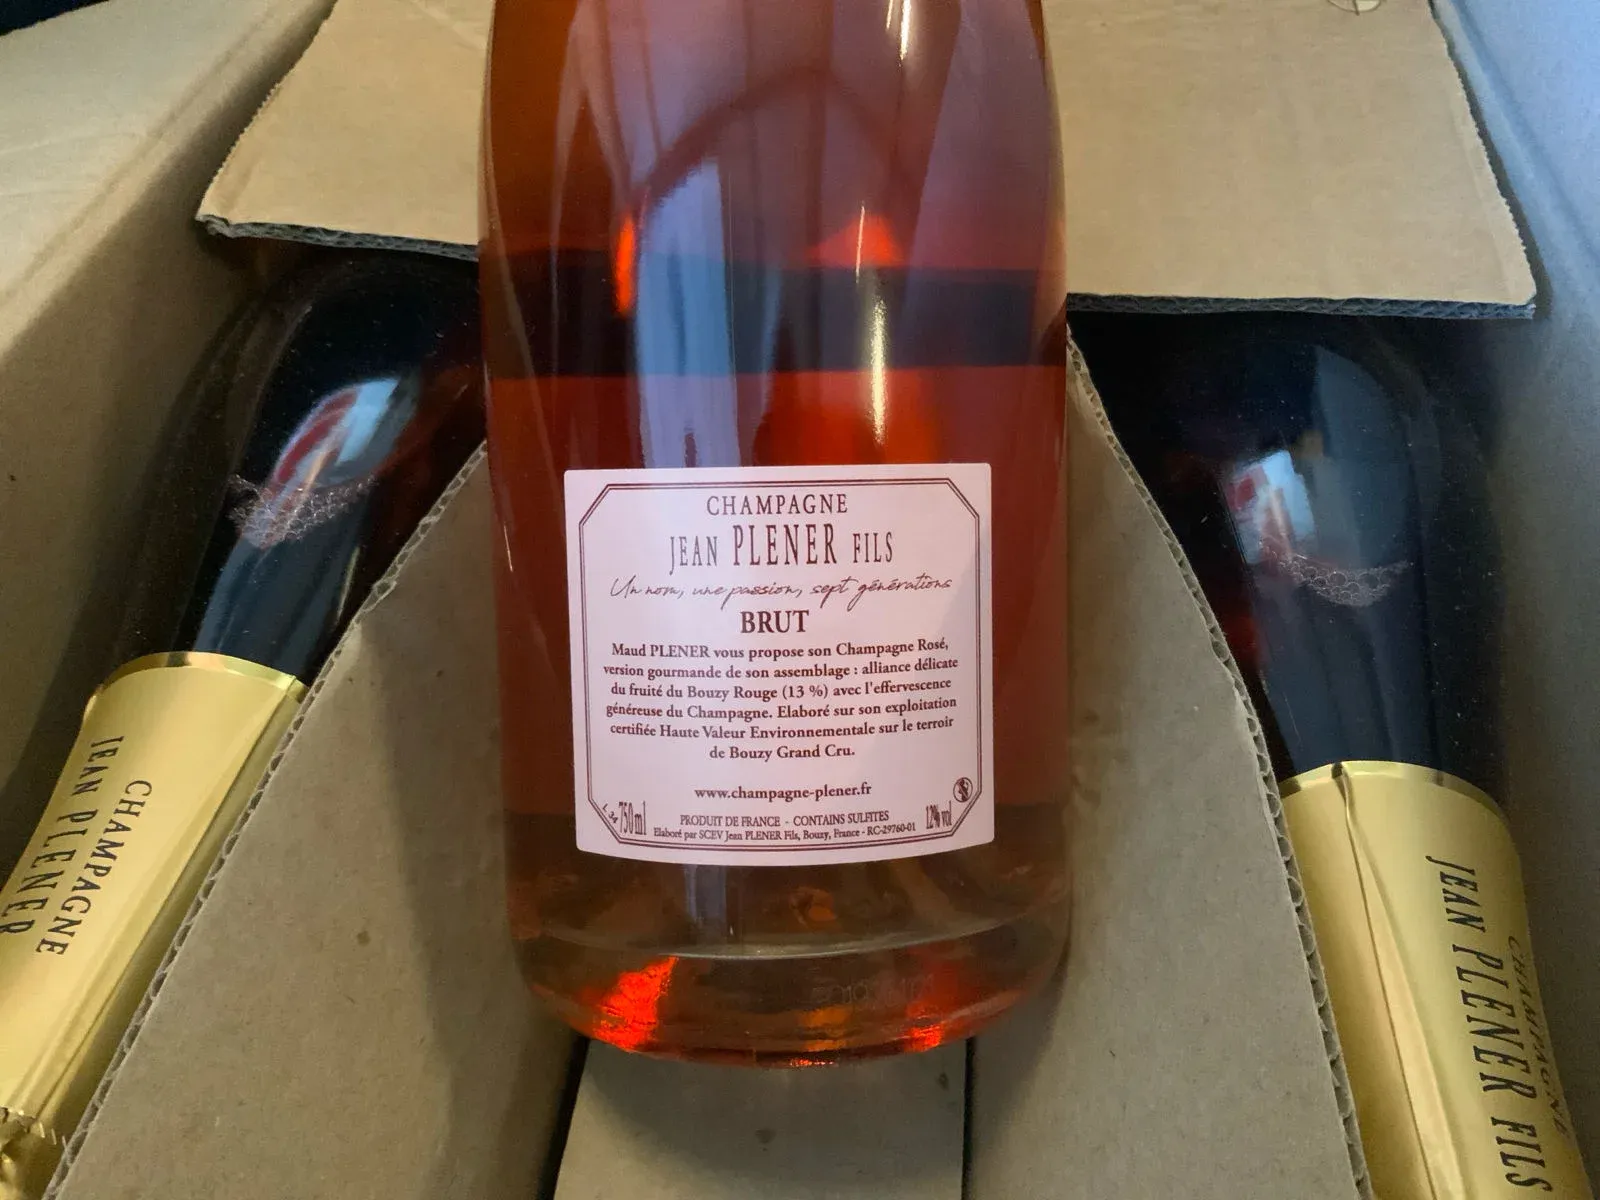 CHAMPAGNE
JEAN PLENER FILS
Un nom, une passion, sept générations
BRUT
Maud PLENER vous propose son Champagne Rosé,
version gourmande de son assemblage : alliance délicate
du fruité du Bouzy Rouge (13 %) avec l'effervescence
généreuse du Champagne. Elaboré sur son exploitation
certifiée Haute Valeur Environnementale sur le terroir
de Bouzy Grand Cru.
www.champagne-plener.fr
L 34 750 ml
PRODUIT DE FRANCE - CONTAINS SULFITES
12% vol
Elaboré par SCEV Jean PLENER Fils, Bouzy, France - RC-29760-01
CHAMPAGNE
JEAN PLENER
CHAMPAGNE
JEAN PLENER FILS